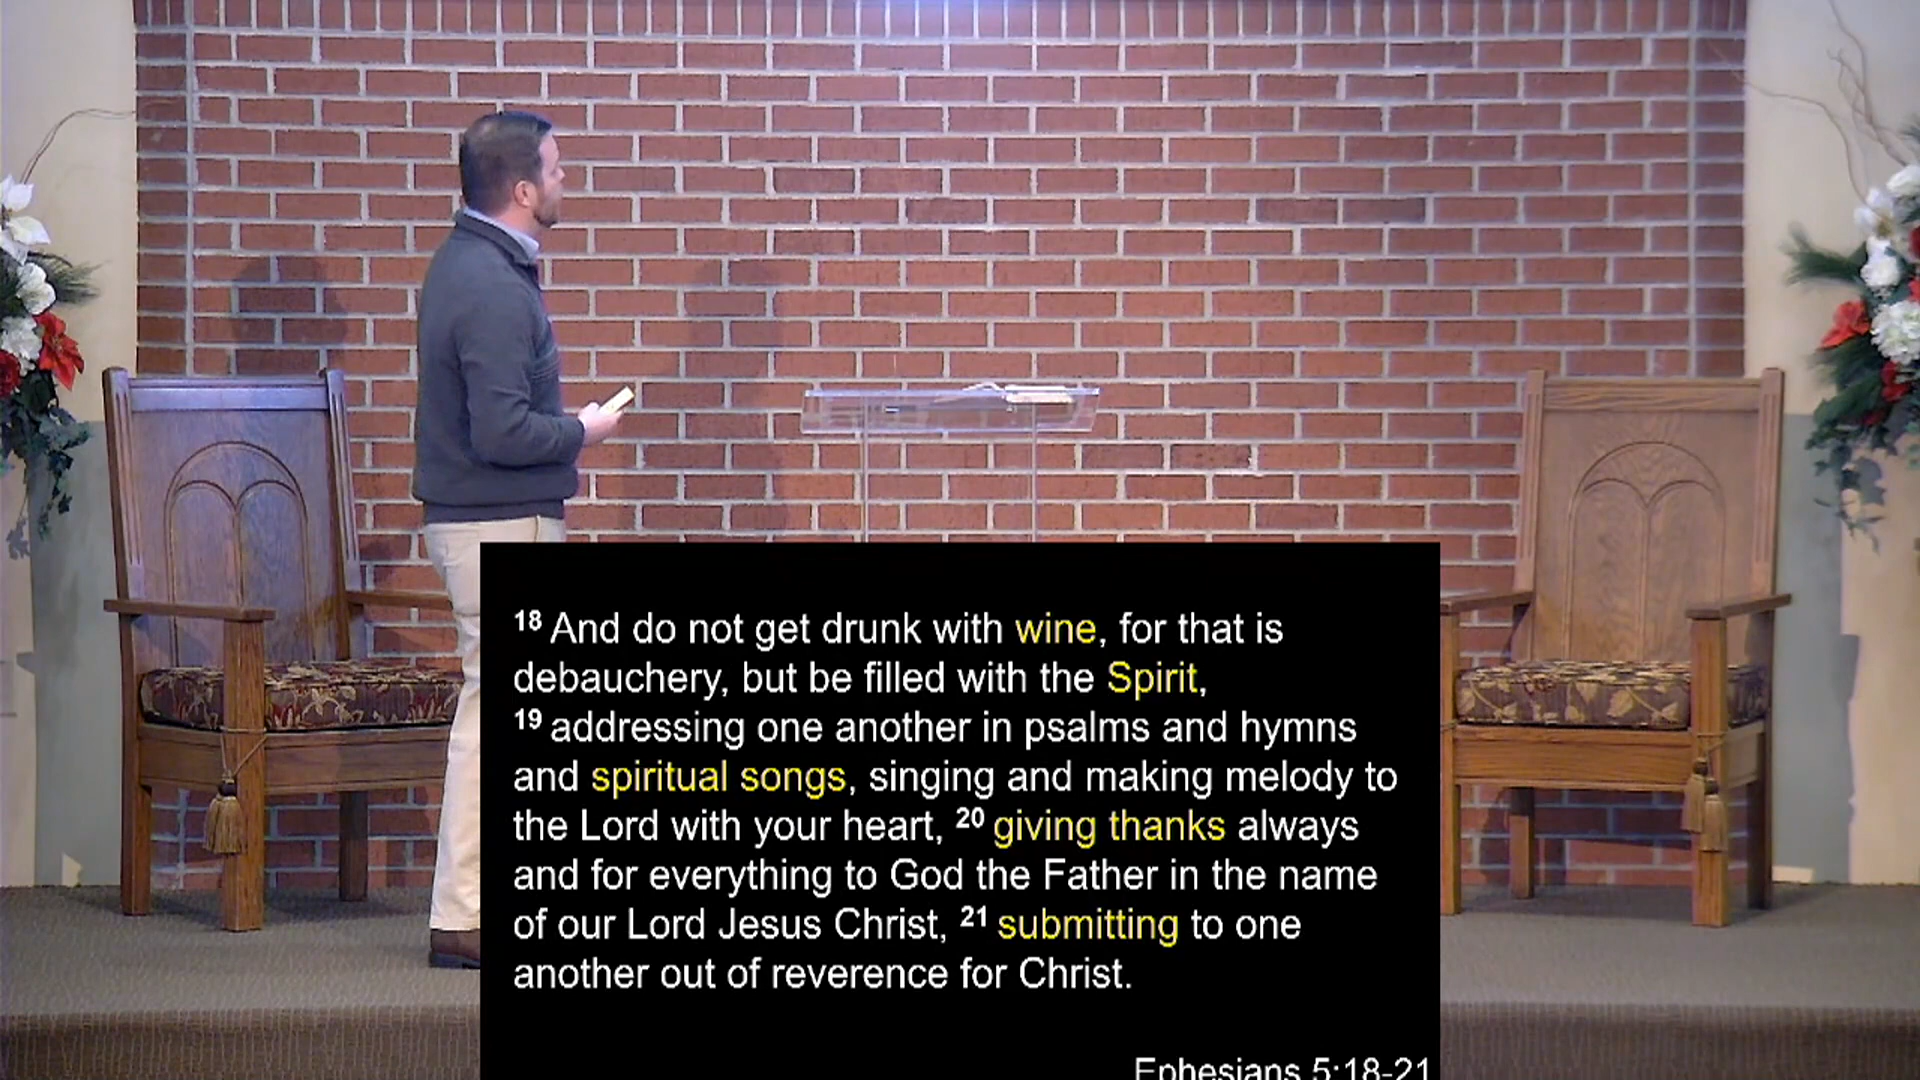 18 And do not get drunk with wine, for that is
debauchery, but be filled with the Spirit,
19 addressing one another in psalms and hymns
and spiritual songs, singing and making melody to
the Lord with your heart, 20 giving thanks always
and for everything to God the Father in the name
of our Lord Jesus Christ, 21 submitting to one
another out of reverence for Christ.
Ephesians 5:18-21